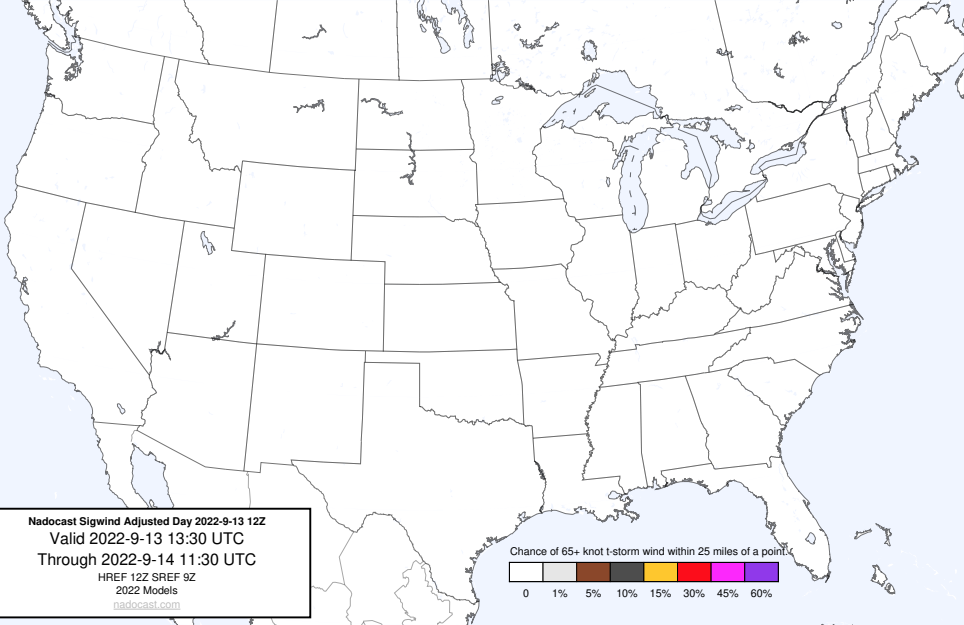 Nadocast Sigwind Adjusted Day 2022-9-13 12Z
Valid 2022-9-13 13:30 UTC
Through 2022-9-14 11:30 UTC
HREF 12Z SREF 9Z
2022 Models
nadocast.com
Chance of 65+ knot t-storm wind within 25 miles of a point.
0 1% 5% 10% 15% 30% 45% 60%